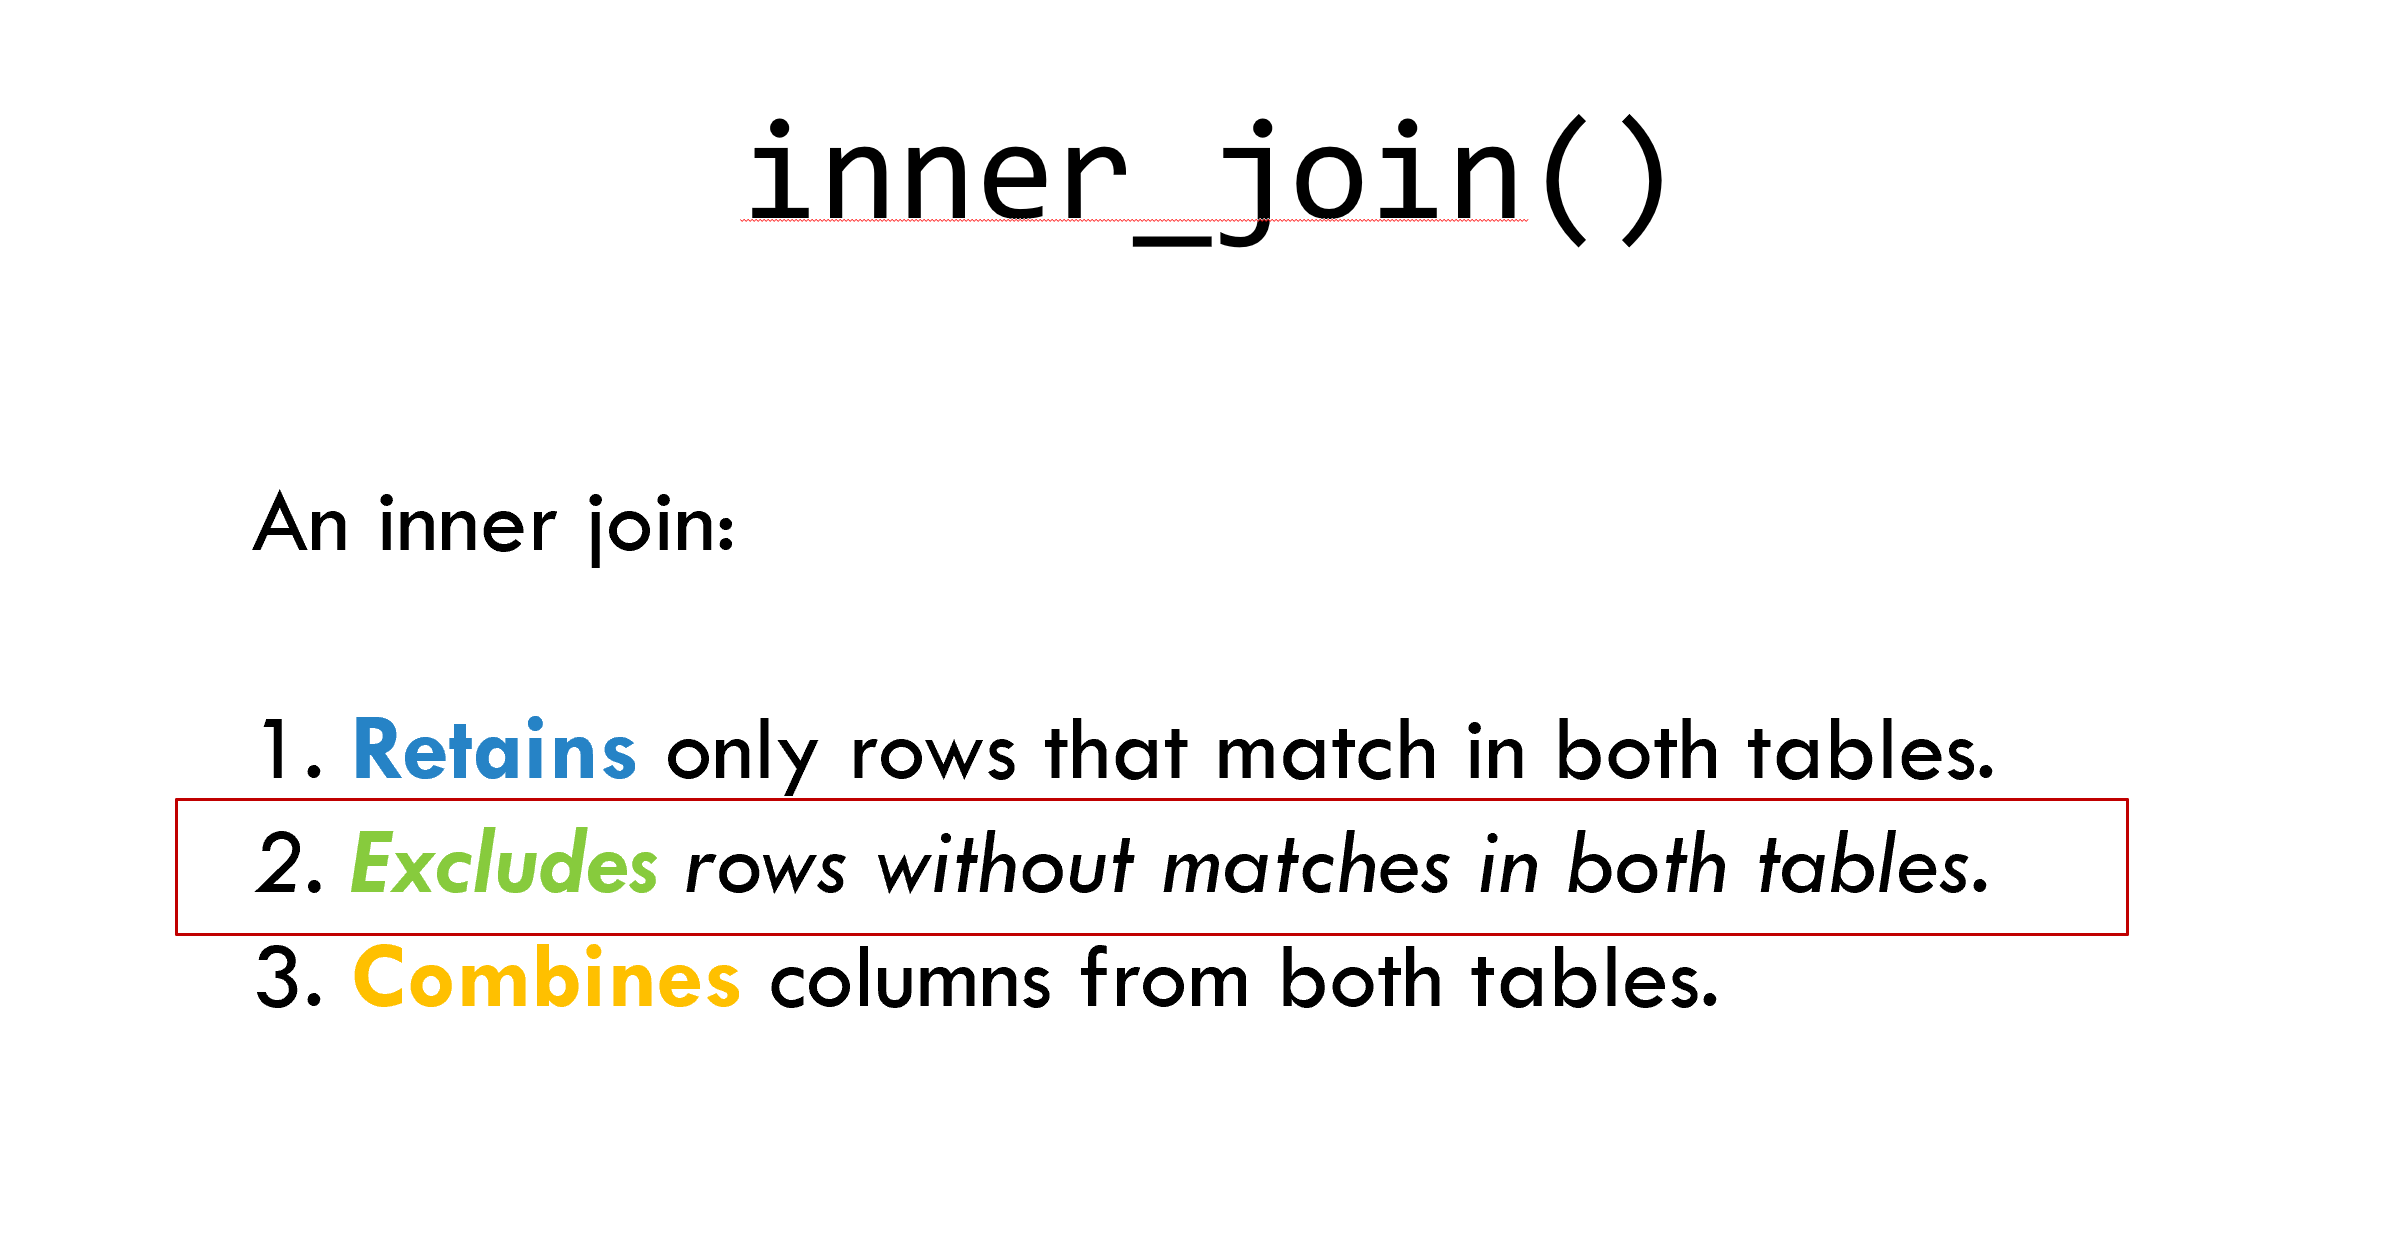 inner_join()
An inner join:
1. Retains only rows that match in both tables.
2. Excludes rows without matches in both tables.
3. Combines columns from both tables.